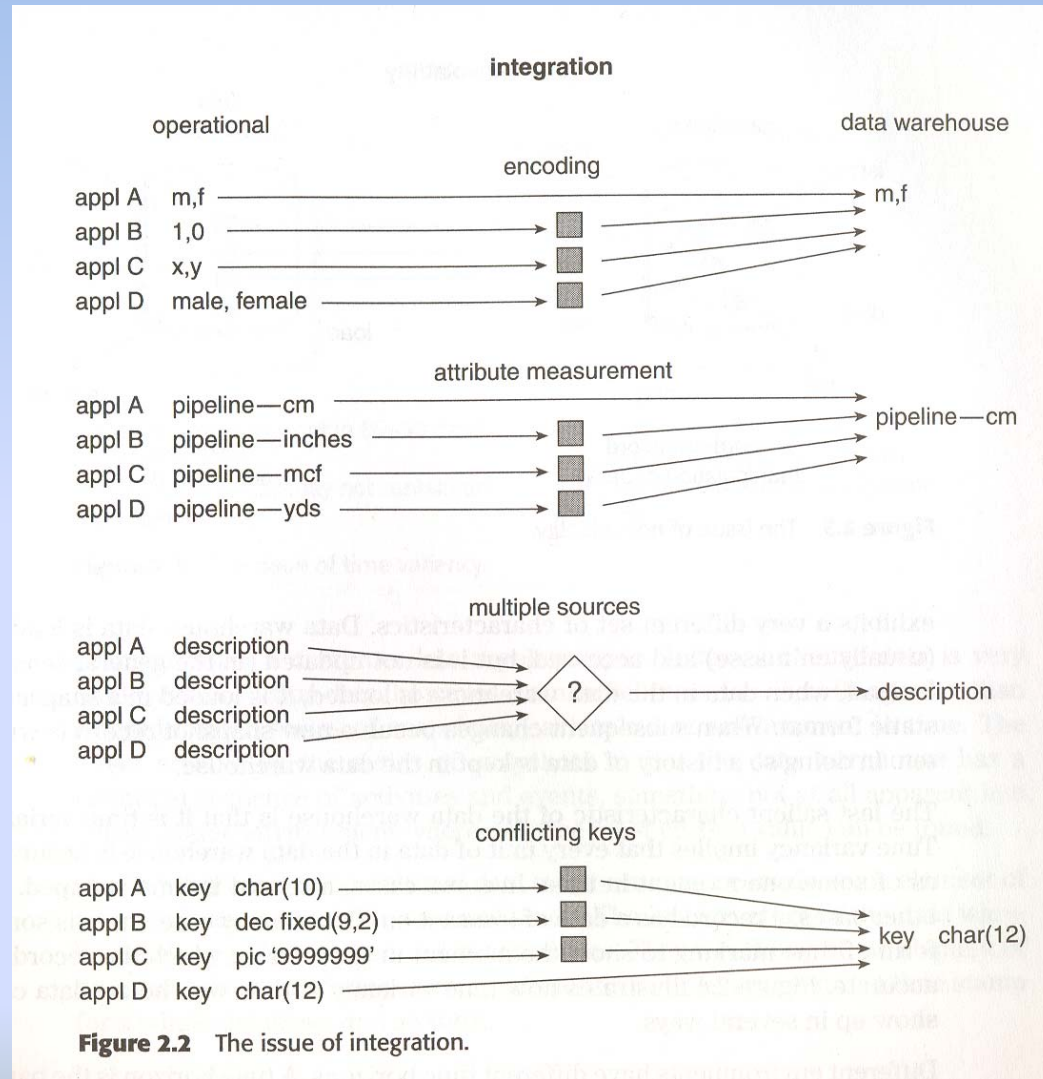 integration
operational
data warehouse
encoding
appl A m,f
m,f
appl B 1,0
appl C x,y
appl D male, female
attribute measurement
appl A pipeline—cm
pipeline—cm
appl B pipeline—inches
appl C pipeline—mcf
appl D pipeline—yds
multiple sources
appl A description
appl B description
?
description
appl C description
appl D description
conflicting keys
appl A key char(10)
appl B key dec fixed(9,2)
key char(12)
appl C key pic '9999999'
appl D key char(12)
Figure 2.2 The issue of integration.